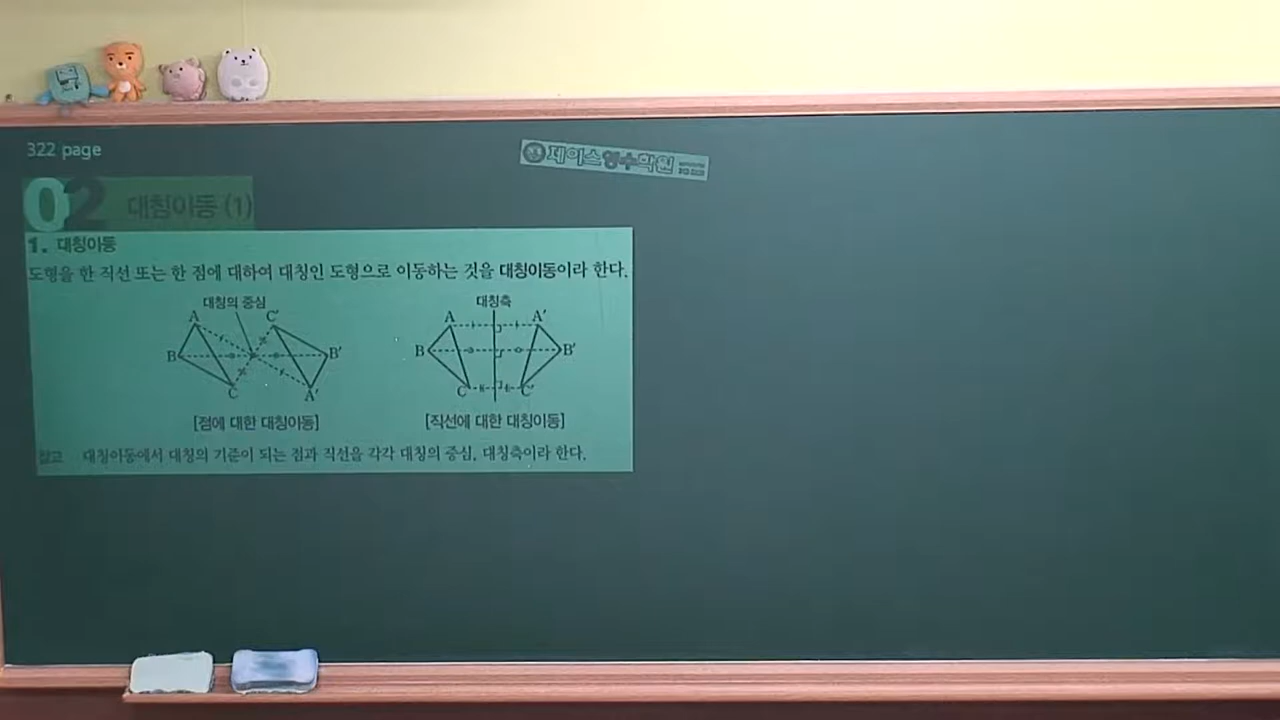 322 page
제이스영수학원
02 대칭이동 (1)
1. 대칭이동
도형을 한 직선 또는 한 점에 대하여 대칭인 도형으로 이동하는 것을 대칭이동이라 한다.
대칭의 중심
A C′
B B′
C A′
[점에 대한 대칭이동]
대칭축
A A′
B B′
C C′
[직선에 대한 대칭이동]
참고 대칭이동에서 대칭의 기준이 되는 점과 직선을 각각 대칭의 중심, 대칭축이라 한다.